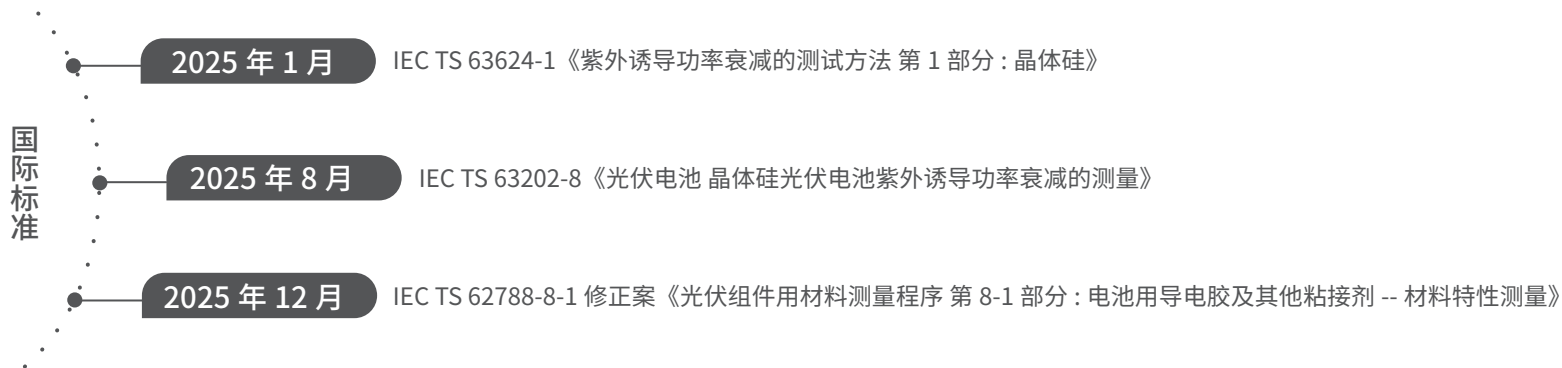 国际标准
2025 年 1 月
IEC TS 63624-1《紫外诱导功率衰减的测试方法 第 1 部分 : 晶体硅》
2025 年 8 月
IEC TS 63202-8《光伏电池 晶体硅光伏电池紫外诱导功率衰减的测量》
2025 年 12 月
IEC TS 62788-8-1 修正案《光伏组件用材料测量程序 第 8-1 部分 : 电池用导电胶及其他粘接剂 -- 材料特性测量》